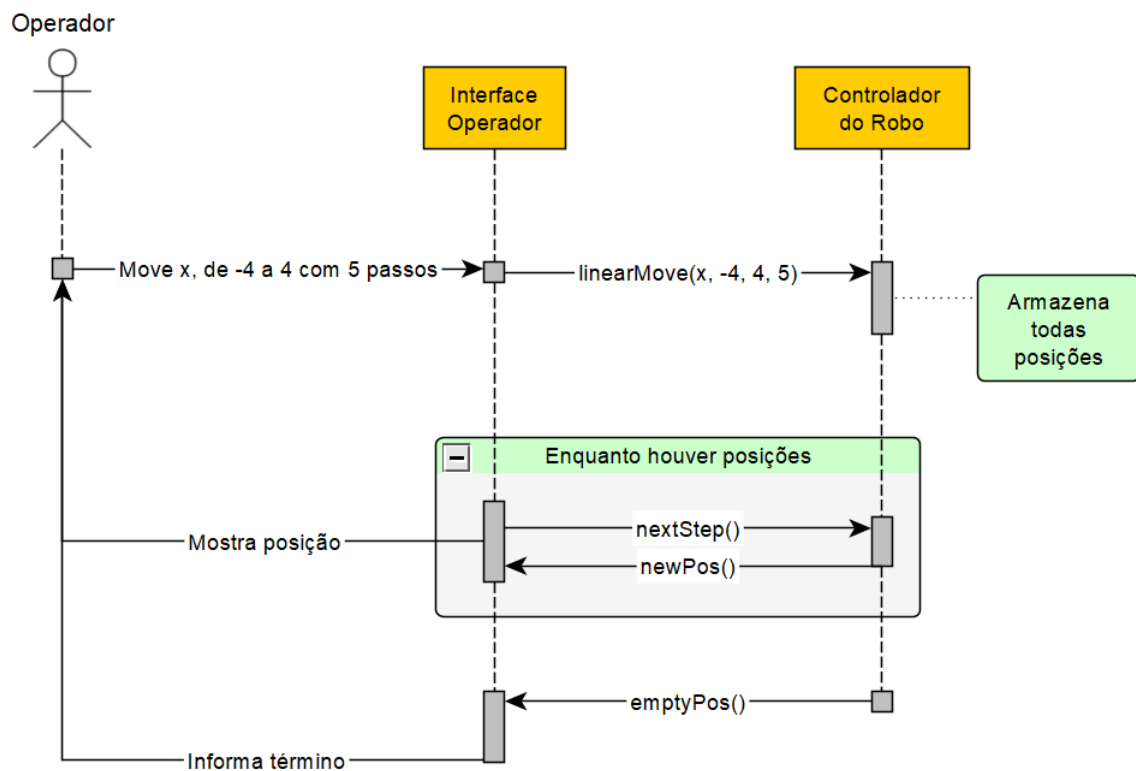 Operador
Interface
Operador
Controlador
do Robo
Move x, de -4 a 4 com 5 passos
linearMove(x, -4, 4, 5)
Armazena
todas
posições
Enquanto houver posições
nextStep()
Mostra posição
newPos()
emptyPos()
Informa término